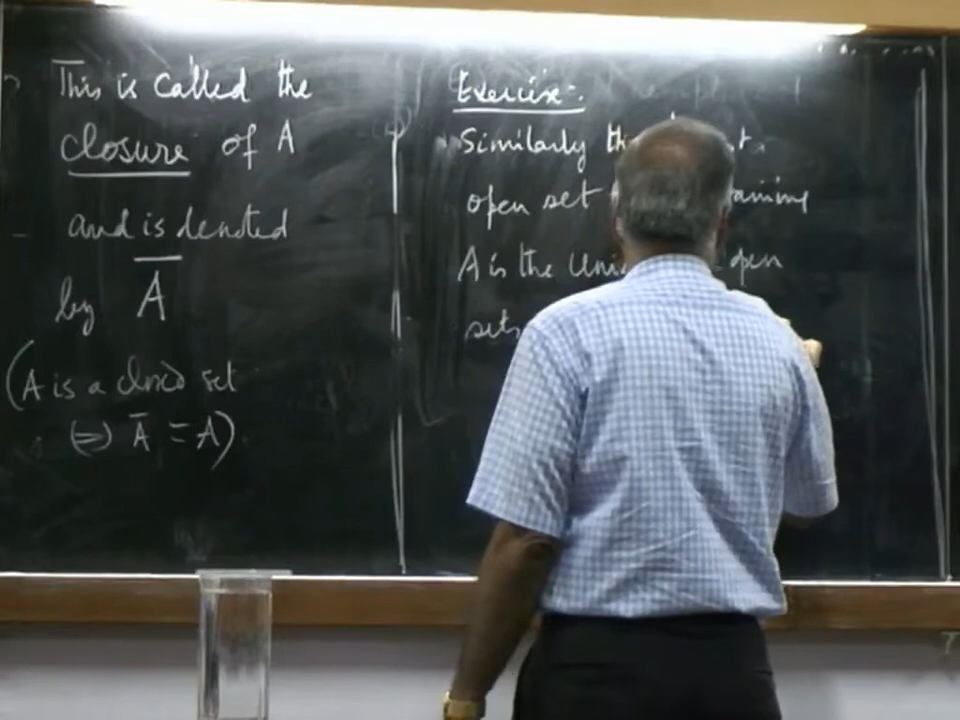 This is called the
closure of A
and is denoted
by A̅
(A is a closed set
⇔ A̅ = A)
Exercise:-
Similarly
open set
A is the open
sets